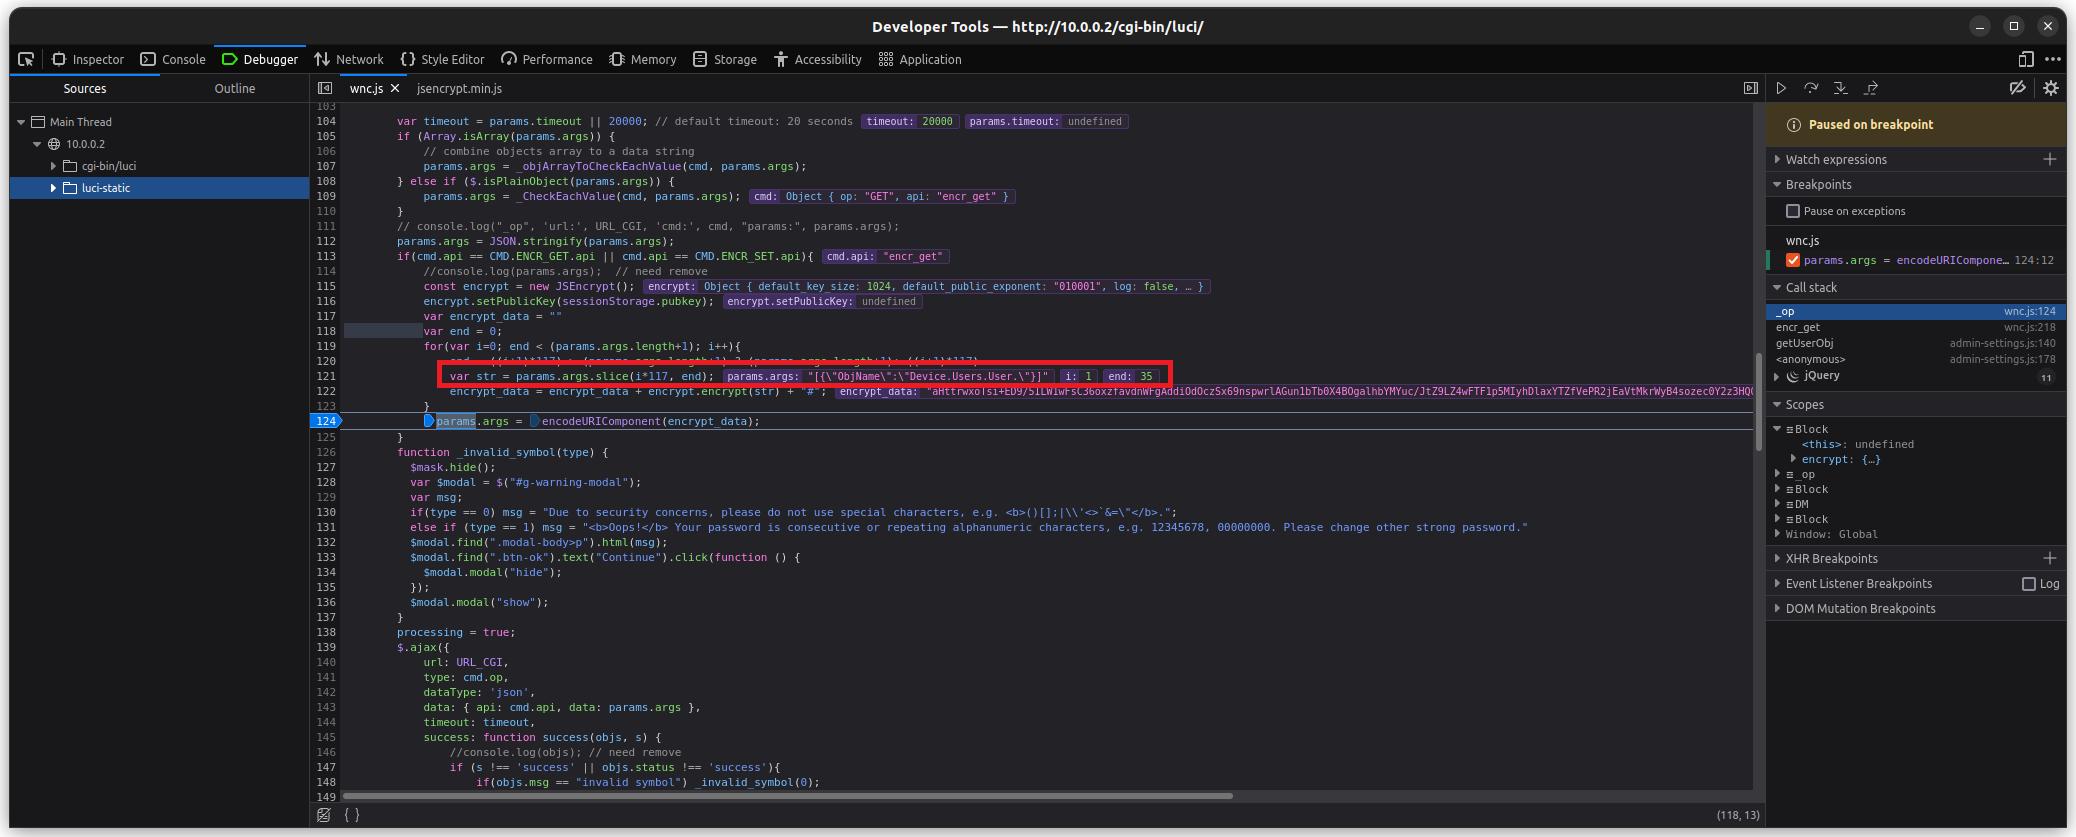 Developer Tools — http://10.0.0.2/cgi-bin/luci/
Inspector Console Debugger Network Style Editor Performance Memory Storage Accessibility Application
Sources Outline
Main Thread
10.0.0.2
cgi-bin/luci
luci-static
wnc.js jsencrypt.min.js
103
104 var timeout = params.timeout || 20000; // default timeout: 20 seconds timeout: 20000 params.timeout: undefined
105 if (Array.isArray(params.args)) {
106 // combine objects array to a data string
107 params.args = _objArrayToCheckEachValue(cmd, params.args);
108 } else if ($.isPlainObject(params.args)) {
109 params.args = _CheckEachValue(cmd, params.args); cmd: Object { op: "GET", api: "encr_get" }
110 }
111 // console.log("_op", 'url:', URL_CGI, 'cmd:', cmd, "params:", params.args);
112 params.args = JSON.stringify(params.args);
113 if(cmd.api == CMD.ENCR_GET.api || cmd.api == CMD.ENCR_SET.api){ cmd.api: "encr_get"
114 //console.log(params.args); // need remove
115 const encrypt = new JSEncrypt(); encrypt: Object { default_key_size: 1024, default_public_exponent: "010001", log: false, … }
116 encrypt.setPublicKey(sessionStorage.pubkey); encrypt.setPublicKey: undefined
117 var encrypt_data = ""
118 var end = 0;
119 for(var i=0; end < (params.args.length+1); i++){
120
121 var str = params.args.slice(i*117, end); params.args: "[{\"ObjName\":\"Device.Users.User.\"}]" i: 1 end: 35
122 encrypt_data = encrypt_data + encrypt.encrypt(str) + "#"; encrypt_data:
123 }
124 params.args = encodeURIComponent(encrypt_data);
125 }
126 function _invalid_symbol(type) {
127 $mask.hide();
128 var $modal = $("#g-warning-modal");
129 var msg;
130 if(type == 0) msg = "Due to security concerns, please do not use special characters, e.g. <b>()[];|\\'<>`&=\"</b>.";
131 else if (type == 1) msg = "<b>Oops!</b> Your password is consecutive or repeating alphanumeric characters, e.g. 12345678, 00000000. Please change other strong password."
132 $modal.find(".modal-body>p").html(msg);
133 $modal.find(".btn-ok").text("Continue").click(function () {
134 $modal.modal("hide");
135 });
136 $modal.modal("show");
137 }
138 processing = true;
139 $.ajax({
140 url: URL_CGI,
141 type: cmd.op,
142 dataType: 'json',
143 data: { api: cmd.api, data: params.args },
144 timeout: timeout,
145 success: function success(objs, s) {
146 //console.log(objs); // need remove
147 if (s !== 'success' || objs.status !== 'success'){
148 if(objs.msg == "invalid symbol") _invalid_symbol(0);
149
{ } (118, 13)
Paused on breakpoint
Watch expressions
Breakpoints
Pause on exceptions
wnc.js
params.args = encodeURICompone… 124:12
Call stack
_op wnc.js:124
encr_get wnc.js:218
getUserObj admin-settings.js:140
<anonymous> admin-settings.js:178
jQuery 11
Scopes
Block
<this>: undefined
encrypt: {…}
_op
Block
DM
Block
Window: Global
XHR Breakpoints
Event Listener Breakpoints Log
DOM Mutation Breakpoints